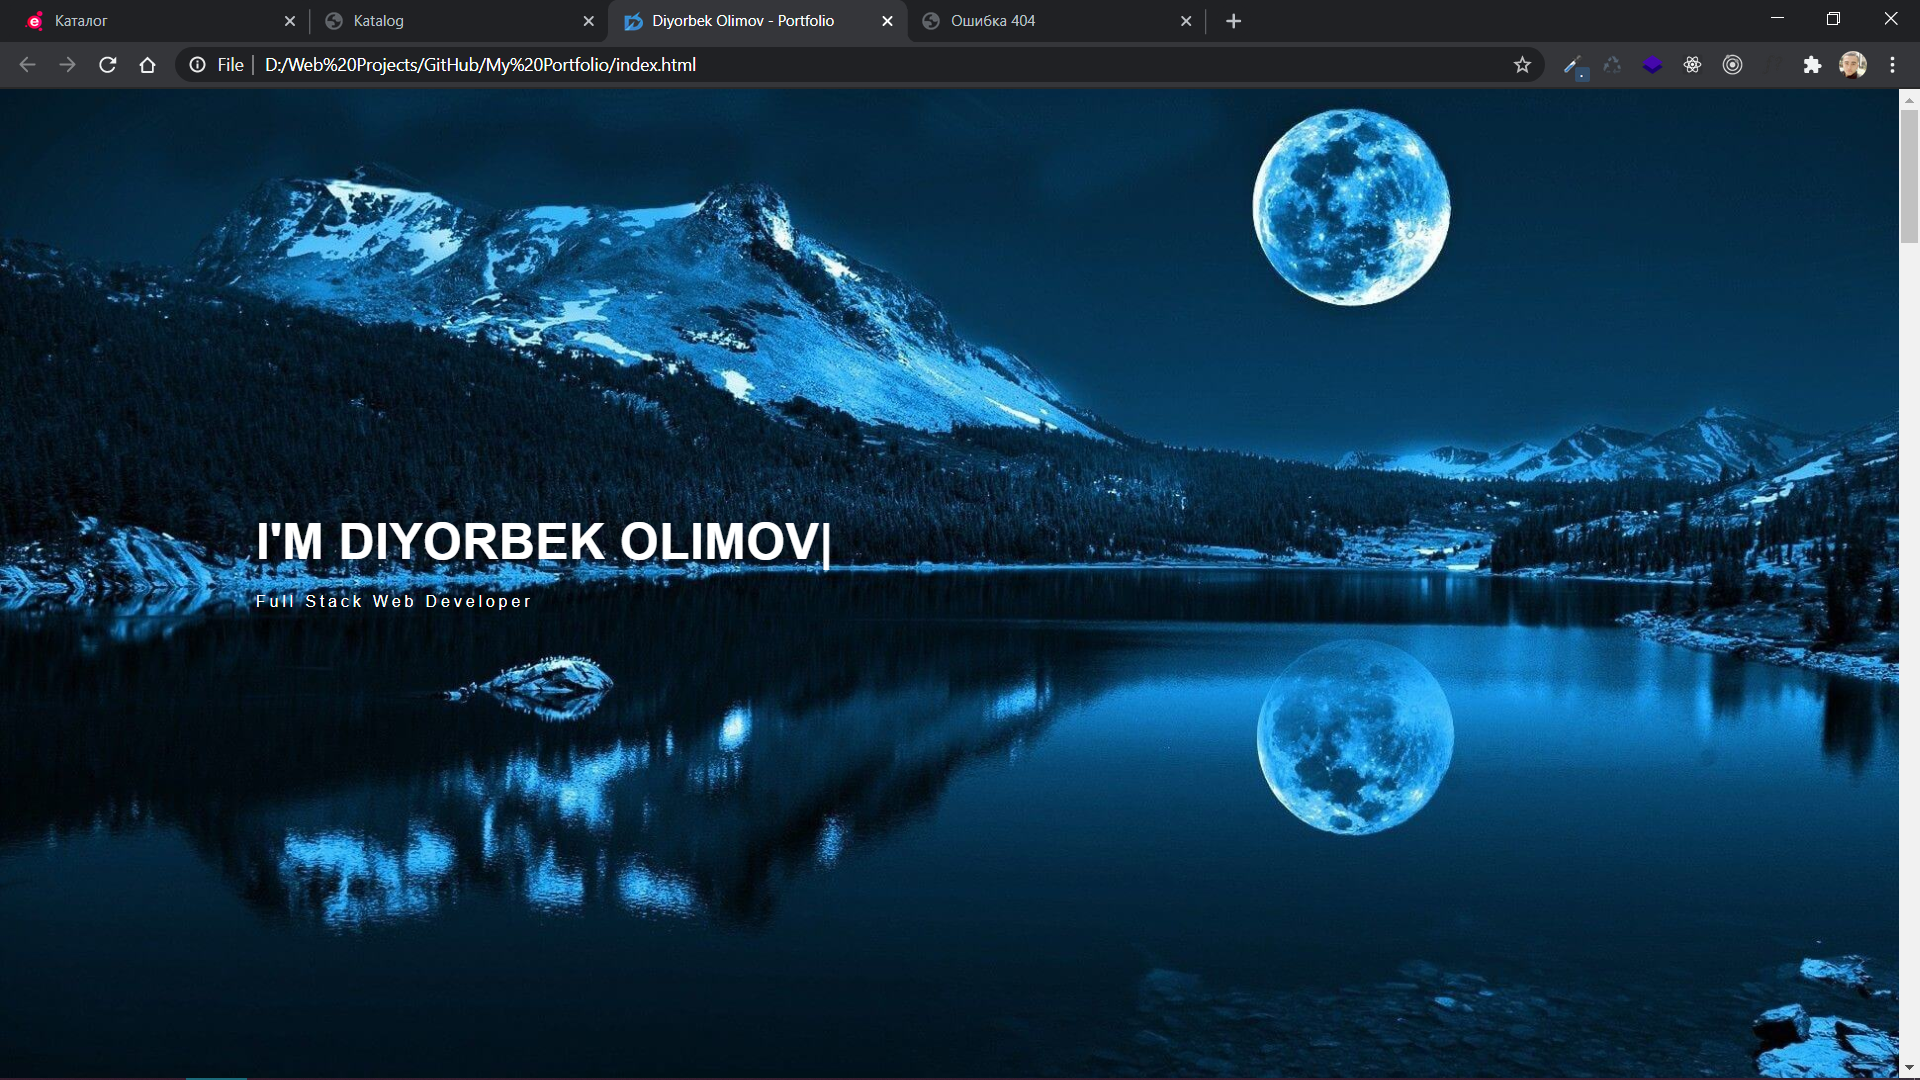 Каталог
Katalog
Diyorbek Olimov - Portfolio
Ошибка 404
File
D:/Web%20Projects/GitHub/My%20Portfolio/index.html
I'M DIYORBEK OLIMOV|
Full Stack Web Developer